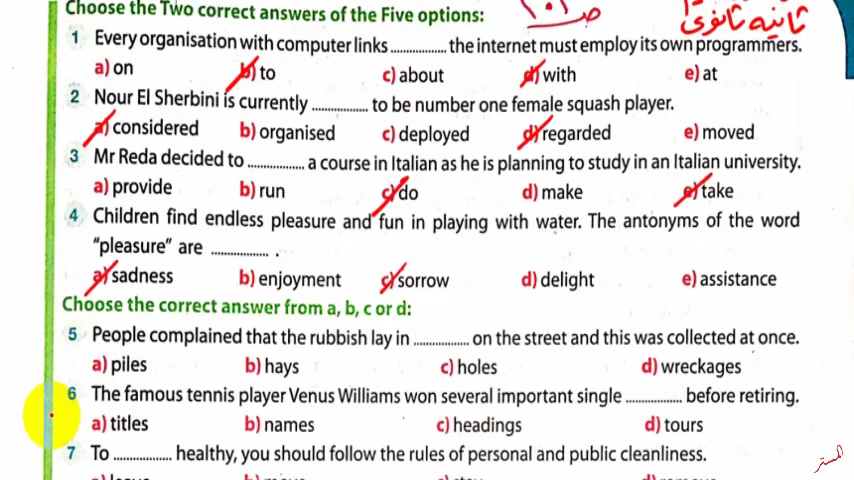 Choose the Two correct answers of the Five options:
ص ١٠١
ثانية ثانوى
1 Every organisation with computer links ................ the internet must employ its own programmers.
a) on b) to c) about d) with e) at
2 Nour El Sherbini is currently ................ to be number one female squash player.
a) considered b) organised c) deployed d) regarded e) moved
3 Mr Reda decided to ................ a course in Italian as he is planning to study in an Italian university.
a) provide b) run c) do d) make e) take
4 Children find endless pleasure and fun in playing with water. The antonyms of the word
"pleasure" are ................ .
a) sadness b) enjoyment c) sorrow d) delight e) assistance
Choose the correct answer from a, b, c or d:
5 People complained that the rubbish lay in ................ on the street and this was collected at once.
a) piles b) hays c) holes d) wreckages
6 The famous tennis player Venus Williams won several important single ................ before retiring.
a) titles b) names c) headings d) tours
7 To ................ healthy, you should follow the rules of personal and public cleanliness.